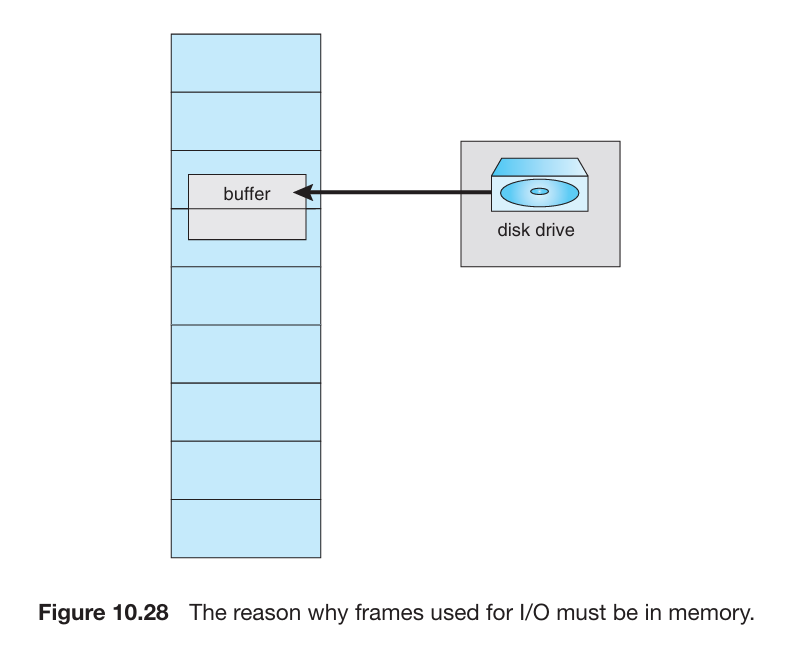 buffer
disk drive
Figure 10.28 The reason why frames used for I/O must be in memory.